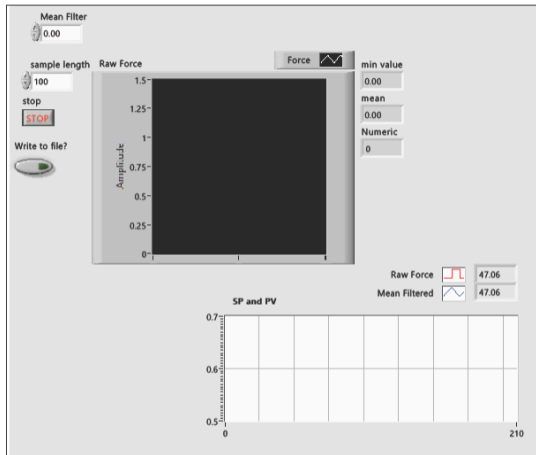 Mean Filter
0.00
sample length
100
stop
STOP
Write to file?
Raw Force
Force
1.5
1.25
1
0.75
0.5
0.25
0
Amplitude
min value
0.00
mean
0.00
Numeric
0
Raw Force
47.06
Mean Filtered
47.06
SP and PV
0.7
0.6
0.5
0
210